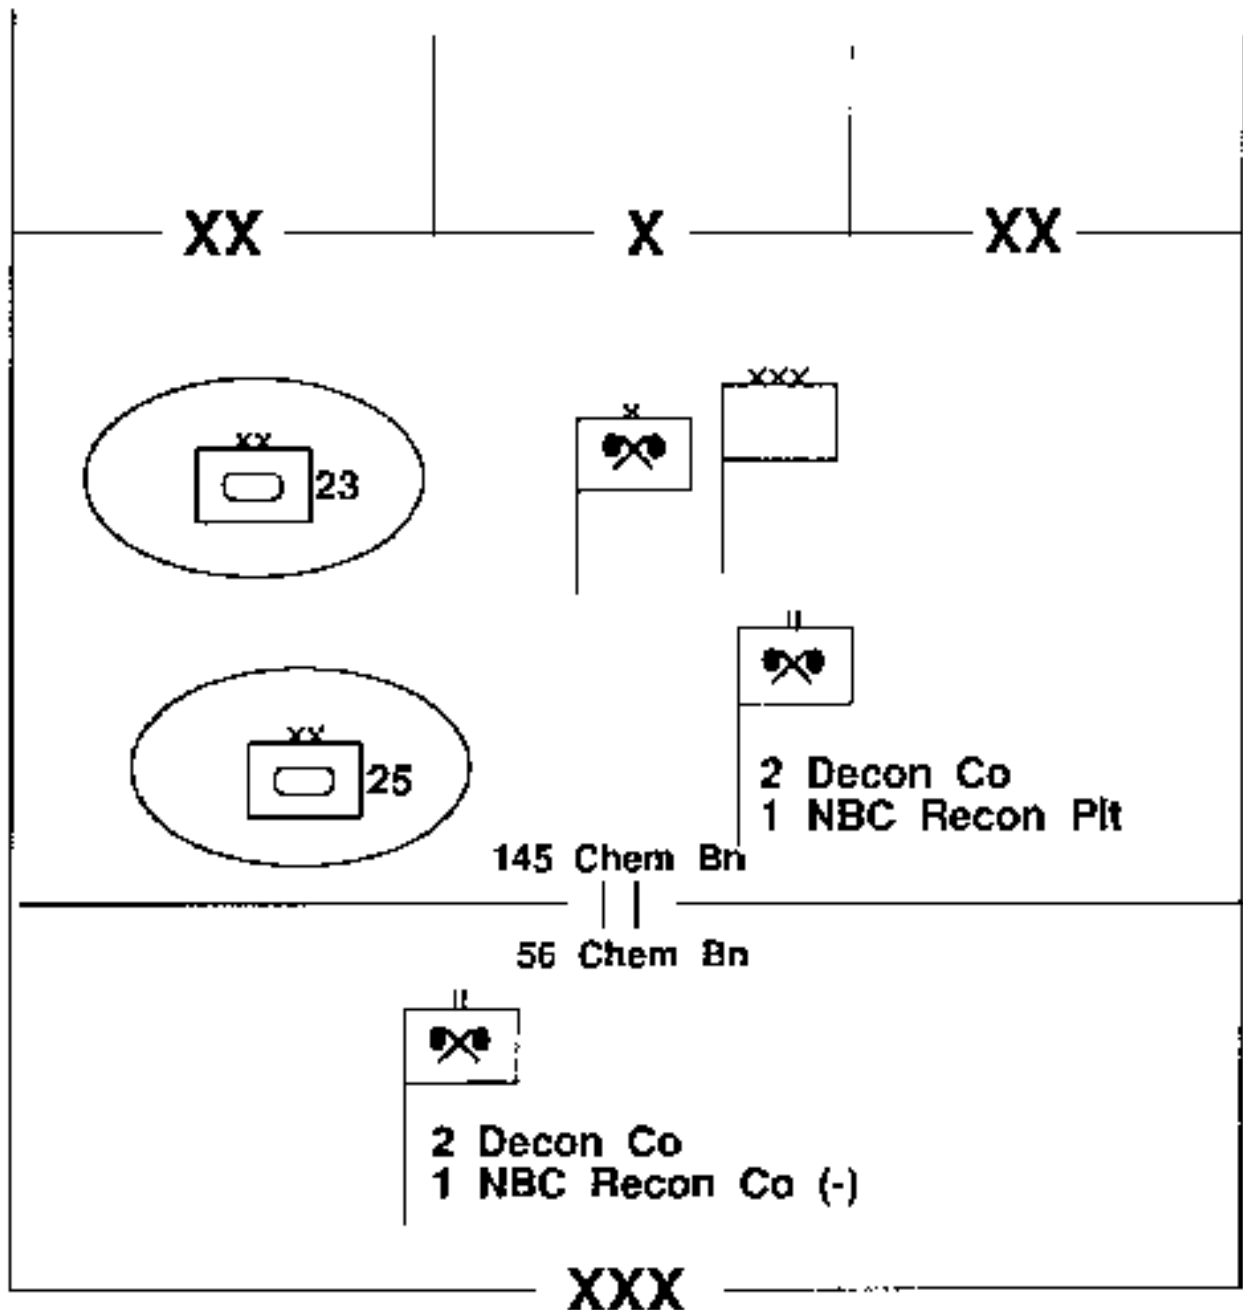 XX X XX
XXX
X
XX
23
II
XX
25
2 Decon Co
1 NBC Recon Plt
145 Chem Bn
II
56 Chem Bn
II
2 Decon Co
1 NBC Recon Co (-)
XXX